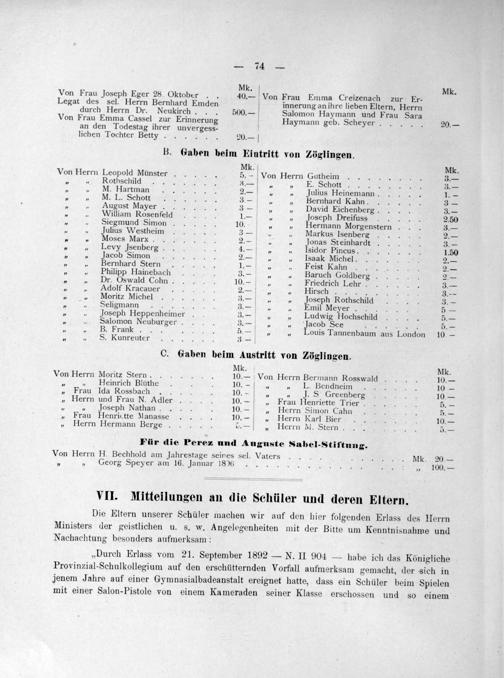 — 74 —
Mk.
Von Frau Joseph Eger 28. Oktober . . 40.—
Legat des sel. Herrn Bernhard Emden
durch Herrn Dr. Neukirch . . . 500.—
Von Frau Emma Cassel zur Erinnerung
an den Todestag ihrer unvergess-
lichen Tochter Betty . . . . . . 20.—
Mk.
Von Frau Emma Creizenach zur Er-
innerung an ihre lieben Eltern, Herrn
Salomon Haymann und Frau Sara
Haymann geb. Scheyer . . . . . 20.—
B. Gaben beim Eintritt von Zöglingen.
Mk.
Von Herrn Leopold Münster . . . . . 5.—
„ „ Rothschild . . . . . . 3.—
„ „ M. Hartman . . . . . 2.—
„ „ M. L. Schott . . . . . 3—
„ „ August Mayer . . . . . 3—
„ „ William Rosenfeld . . . . 1.—
„ „ Siegmund Simon . . . . 10.
„ „ Julius Westheim . . . . 3—
„ „ Moses Marx . . . . . . 2—
„ „ Levy Jsenberg . . . . . 4.—
„ „ Jacob Simon . . . . . 2—
„ „ Bernhard Stern . . . . . 1.—
„ „ Philipp Hainebach . . . . 3—
„ „ Dr. Oswald Cohn . . . . 10.—
„ „ Adolf Kracauer . . . . . 2—
„ „ Moritz Michel . . . . . 3—
„ „ Seligmann . . . . . . 3—
„ „ Joseph Heppenheimer . . . 3—
„ „ Salomon Neuburger . . . . 3—
„ „ B. Frank . . . . . . 5—
„ „ S. Kunreuter . . . . . 3—
Mk.
Von Herrn Gutheim . . . . . . . 3.—
„ „ E. Schott . . . . . . 3.—
„ „ Julius Heinemann . . . . 1.—
„ „ Bernhard Kahn . . . . . 3—
„ „ David Eichenberg . . . . 3.—
„ „ Joseph Dreifuss . . . . . 2.50
„ „ Hermann Morgenstern . . . 3.—
„ „ Markus Isenberg . . . . 2.—
„ „ Jonas Steinhardt . . . . 3.—
„ „ Isidor Pincus . . . . . 1.50
„ „ Isaak Michel . . . . . . 2.—
„ „ Feist Kahn . . . . . . 2.—
„ „ Baruch Goldberg . . . . 2—
„ „ Friedrich Lehr . . . . . 3.—
„ „ Hirsch . . . . . . . 3.—
„ „ Joseph Rothschild . . . . 3—
„ „ Emil Meyer . . . . . . 5—
„ „ Ludwig Hochschild . . . . 5.—
„ „ Jacob See . . . . . . 5—
„ „ Louis Tannenbaum aus London 10—
C. Gaben beim Austritt von Zöglingen.
Mk.
Von Herrn Moritz Stern . . . . . . 10.—
„ „ Heinrich Blüthe . . . . 10.—
„ Frau Ida Rossbach . . . . . 10.—
„ Herrn und Frau N. Adler . . . . 10.—
„ „ Joseph Nathan . . . . . 10.—
„ Frau Henriette Manasse . . . . 10.—
„ Herrn Hermann Berge . . . . .
Mk.
Von Herrn Bermann Rosswald . . . . 10.—
„ „ L. Bendheim . . . . . 10—
„ „ J. S Greenberg . . . . . 10.—
„ Frau Henriette Trier . . . . . 5.—
„ Herrn Simon Cahn . . . . . 5.—
„ Herrn Karl Bier . . . . . . 10.—
„ Herrn M. Stern . . . . . . 5.—
Für die Perez und Auguste Sabel-Stiftung.
Von Herrn H. Bechhold am Jahrestage seines sel. Vaters . . . . . . . . . Mk. 20—
„ „ Georg Speyer am 16. Januar 1896 . . . . . . . . . . . . . „ 100.—
VII. Mitteilungen an die Schüler und deren Eltern.
Die Eltern unserer Schüler machen wir auf den hier folgenden Erlass des Herrn
Ministers der geistlichen u. s. w. Angelegenheiten mit der Bitte um Kenntnisnahme und
Nachachtung besonders aufmerksam :
„Durch Erlass vom 21. September 1892 — N. II 904 — habe ich das Königliche
Provinzial-Schulkollegium auf den erschütternden Vorfall aufmerksam gemacht, der sich in
jenem Jahre auf einer Gymnasialbadeanstalt ereignet hatte, dass ein Schüler beim Spielen
mit einer Salon-Pistole von einem Kameraden seiner Klasse erschossen und so einem